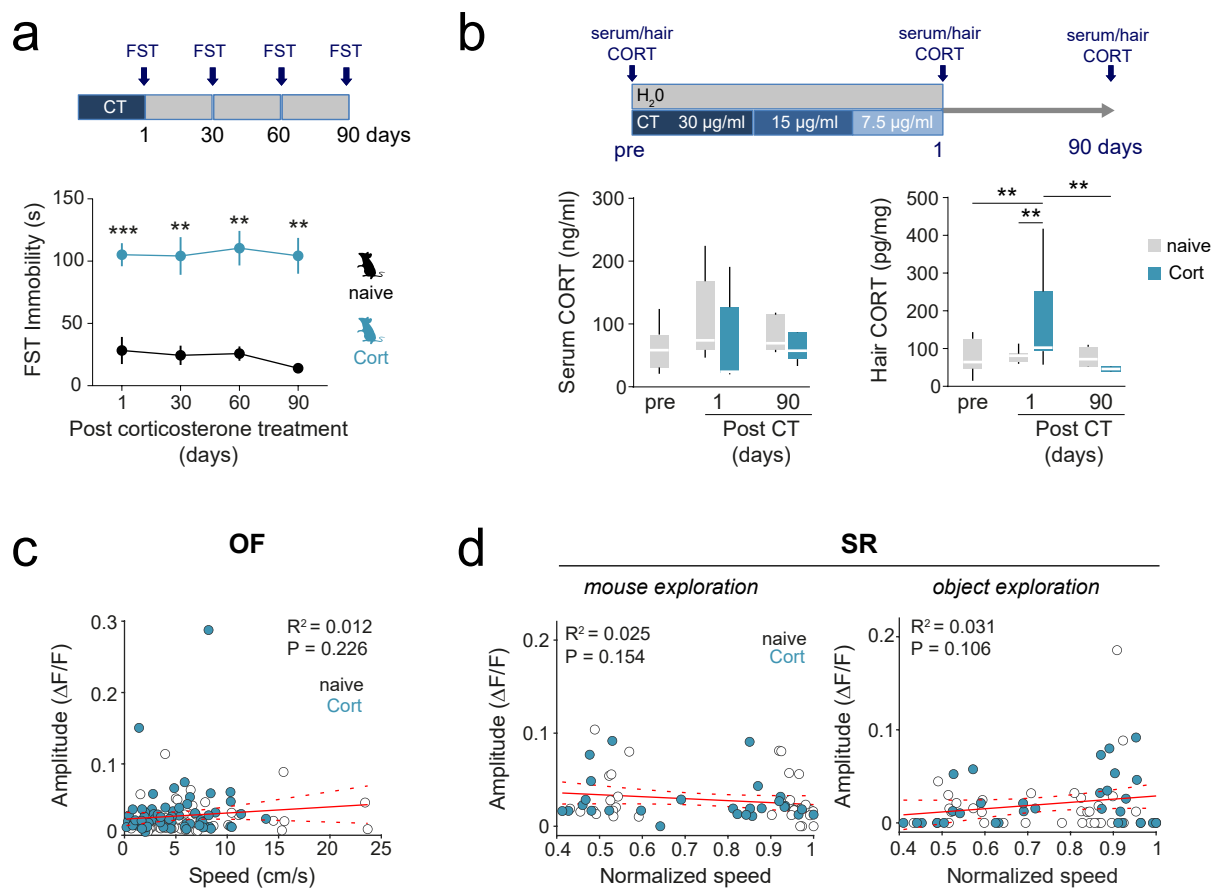 a
FST FST FST FST
CT
1 30 60 90 days
FST Immobility (s)
150
100
50
0
*** ** ** **
naive
Cort
1 30 60 90
Post corticosterone treatment
(days)
b
serum/hair
CORT
serum/hair
CORT
serum/hair
CORT
H20
CT 30 µg/ml 15 µg/ml 7.5 µg/ml
pre 1 90 days
Serum CORT (ng/ml)
300
200
100
0
pre 1 90
Post CT
(days)
Hair CORT (pg/mg)
500
400
300
200
100
0
** **
**
naive
Cort
pre 1 90
Post CT
(days)
c
OF
Amplitude (ΔF/F)
0.3
0.2
0.1
0
R2 = 0.012
P = 0.226
naive
Cort
0 5 10 15 20 25
Speed (cm/s)
d
SR
mouse exploration
Amplitude (ΔF/F)
0.2
0.1
0
R2 = 0.025
P = 0.154
naive
Cort
0.4 0.5 0.6 0.7 0.8 0.9 1
Normalized speed
object exploration
Amplitude (ΔF/F)
0.2
0.1
0
R2 = 0.031
P = 0.106
0.4 0.5 0.6 0.7 0.8 0.9 1
Normalized speed